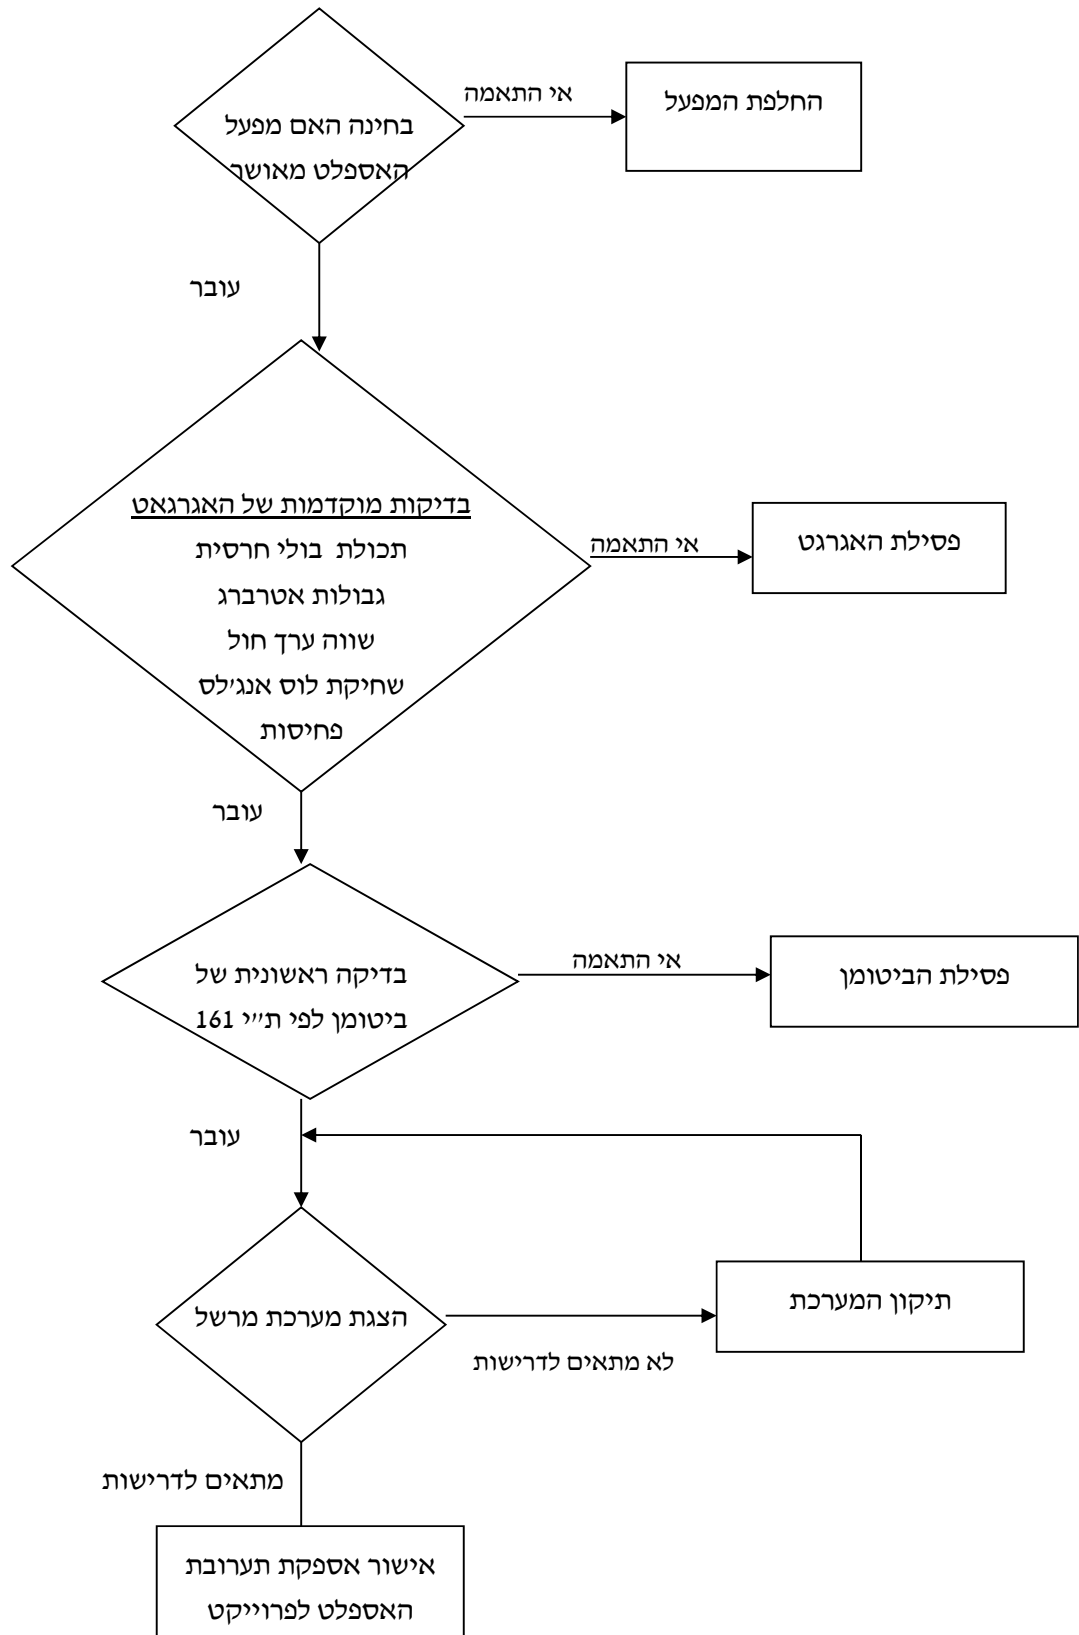 בחינה האם מפעל
האספלט מאושר
אי התאמה
החלפת המפעל
עובר
בדיקות מוקדמות של האגרגאט
תכולת בולי חרסית
גבולות אטרברג
שווה ערך חול
שחיקת לוס אנג'לס
פחיסות
אי התאמה
פסילת האגרגט
עובר
בדיקה ראשונית של
ביטומן לפי ת״י 161
אי התאמה
פסילת הביטומן
עובר
הצגת מערכת מרשל
לא מתאים לדרישות
תיקון המערכת
מתאים לדרישות
אישור אספקת תערובת
האספלט לפרוייקט